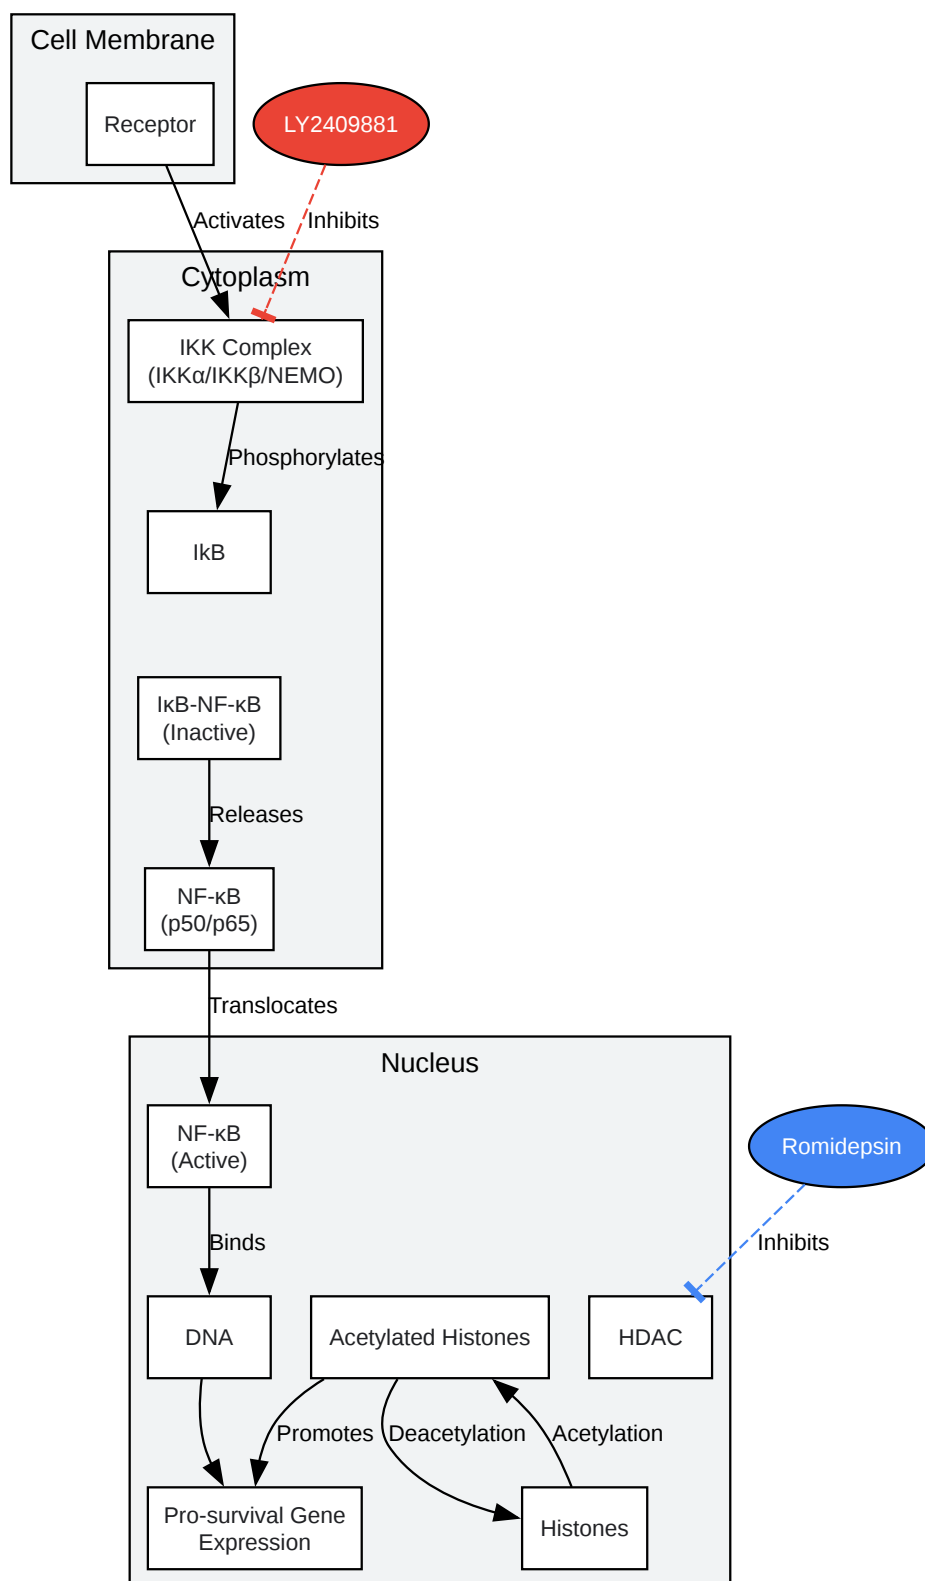 Cell Membrane
Receptor
LY2409881
Activates
Inhibits
Cytoplasm
IKK Complex
(IKKα/IKKβ/NEMO)
Phosphorylates
IkB
IκB-NF-κB
(Inactive)
Releases
NF-κB
(p50/p65)
Translocates
Nucleus
NF-κB
(Active)
Romidepsin
Binds
Inhibits
DNA
Acetylated Histones
HDAC
Promotes
Deacetylation
Acetylation
Pro-survival Gene
Expression
Histones